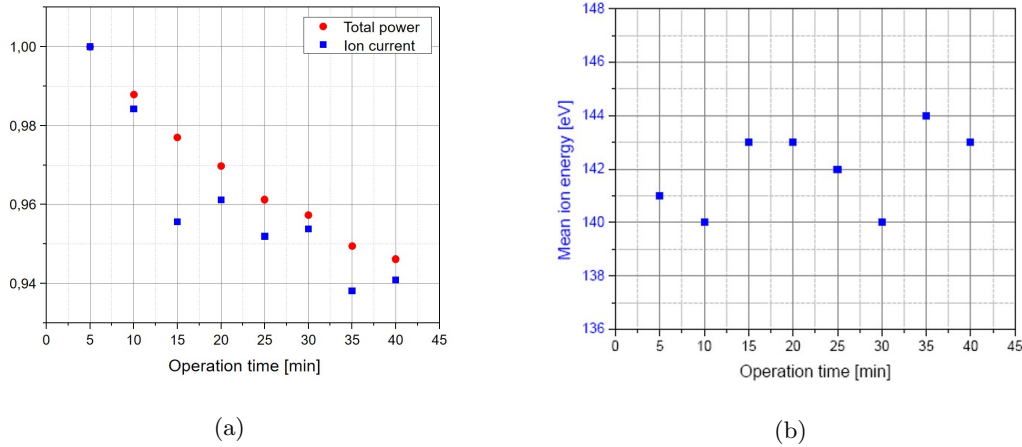 Total power
Ion current
1,00
0,98
0,96
0,94
0 5 10 15 20 25 30 35 40 45
Operation time [min]
(a)
Mean ion energy [eV]
148
146
144
142
140
138
136
0 5 10 15 20 25 30 35 40 45
Operation time [min]
(b)